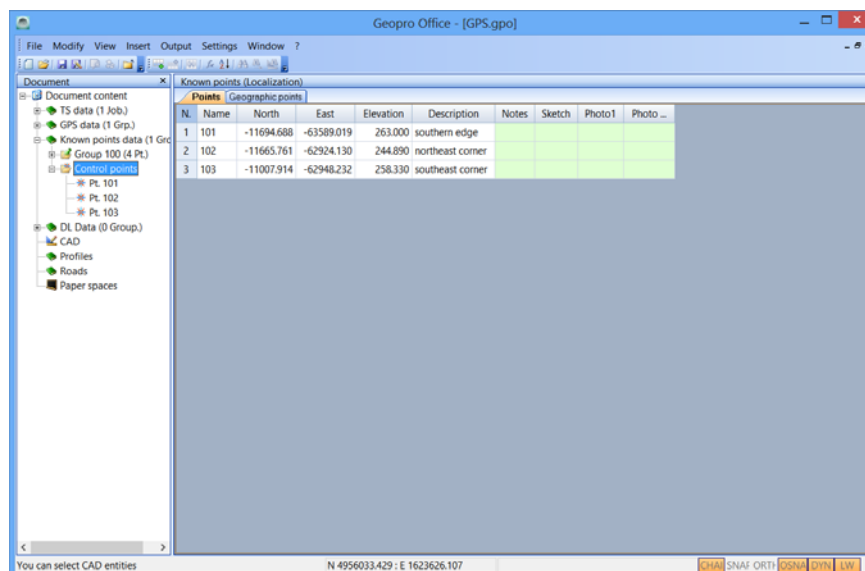 Geopro Office - [GPS.gpo]
File Modify View Insert Output Settings Window ?
Document
Known points (Localization)
Points Geographic points
Document content
TS data (1 Job.)
GPS data (1 Grp.)
Known points data (1 Grc
Group 100 (4 Pt.)
Control points
Pt. 101
Pt. 102
Pt. 103
DL Data (0 Group.)
CAD
Profiles
Roads
Paper spaces
N. Name North East Elevation Description Notes Sketch Photo1 Photo ...
1 101 -11694.688 -63589.019 263.000 southern edge
2 102 -11665.761 -62924.130 244.890 northeast corner
3 103 -11007.914 -62948.232 258.330 southeast corner
You can select CAD entities N 4956033.429 : E 1623626.107 CHAI SNAF ORTH OSNA DYN LW